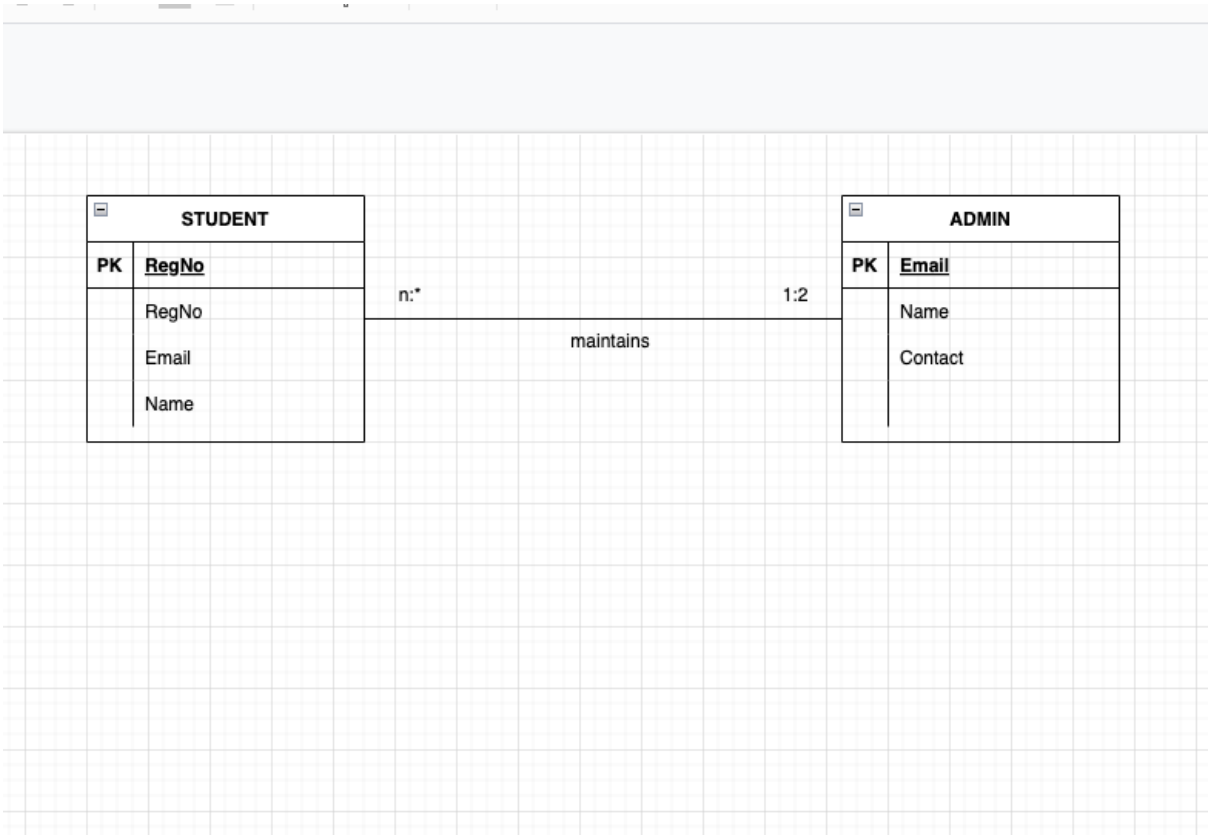 STUDENT
PK RegNo
RegNo
Email
Name
n:*
maintains
1:2
ADMIN
PK Email
Name
Contact